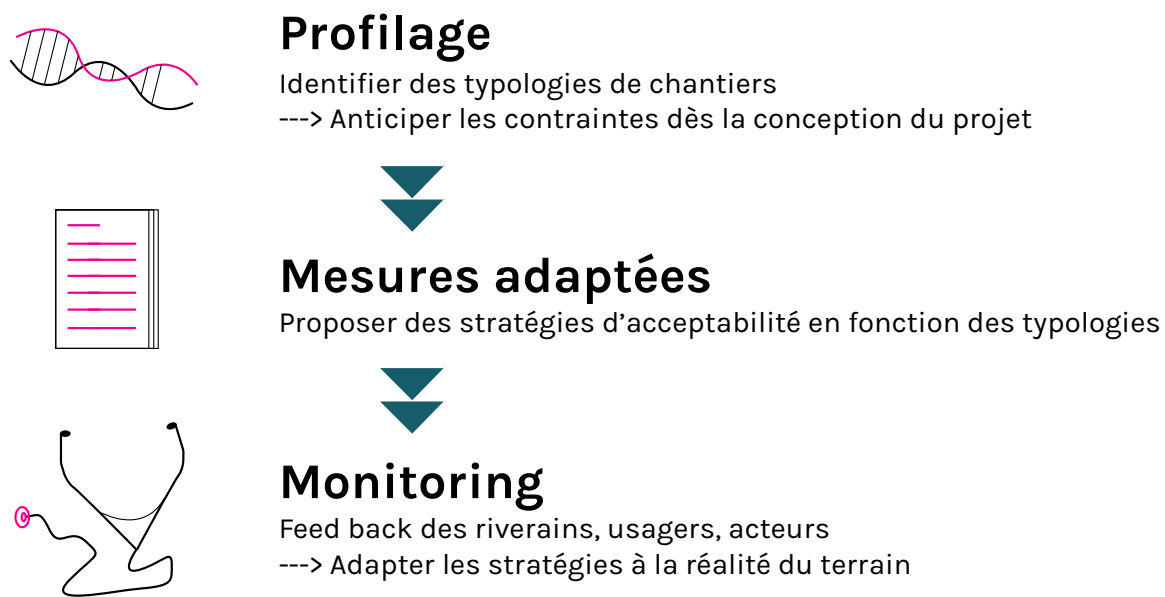 Profilage
Identifier des typologies de chantiers
---> Anticiper les contraintes dès la conception du projet
Mesures adaptées
Proposer des stratégies d’acceptabilité en fonction des typologies
Monitoring
Feed back des riverains, usagers, acteurs
---> Adapter les stratégies à la réalité du terrain